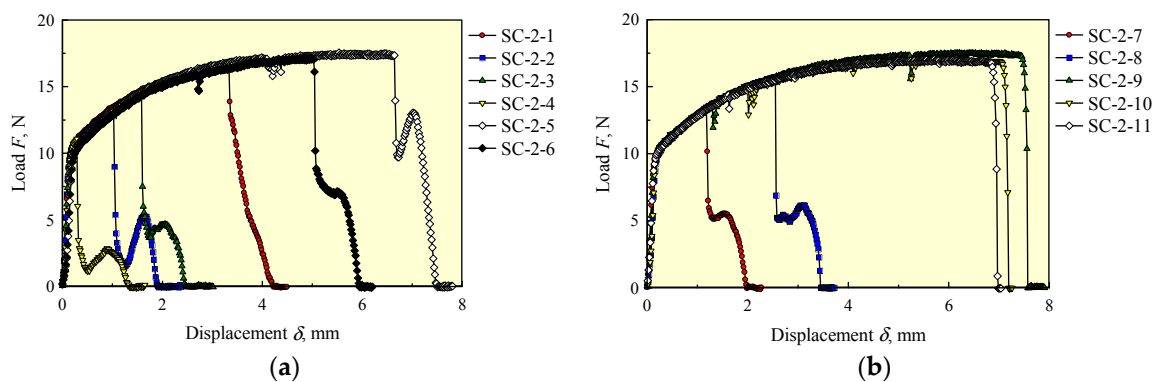 20
15
10
5
0
0 2 4 6 8
Load F, N
Displacement δ, mm
SC-2-1
SC-2-2
SC-2-3
SC-2-4
SC-2-5
SC-2-6
(a)
20
15
10
5
0
0 2 4 6 8
Load F, N
Displacement δ, mm
SC-2-7
SC-2-8
SC-2-9
SC-2-10
SC-2-11
(b)